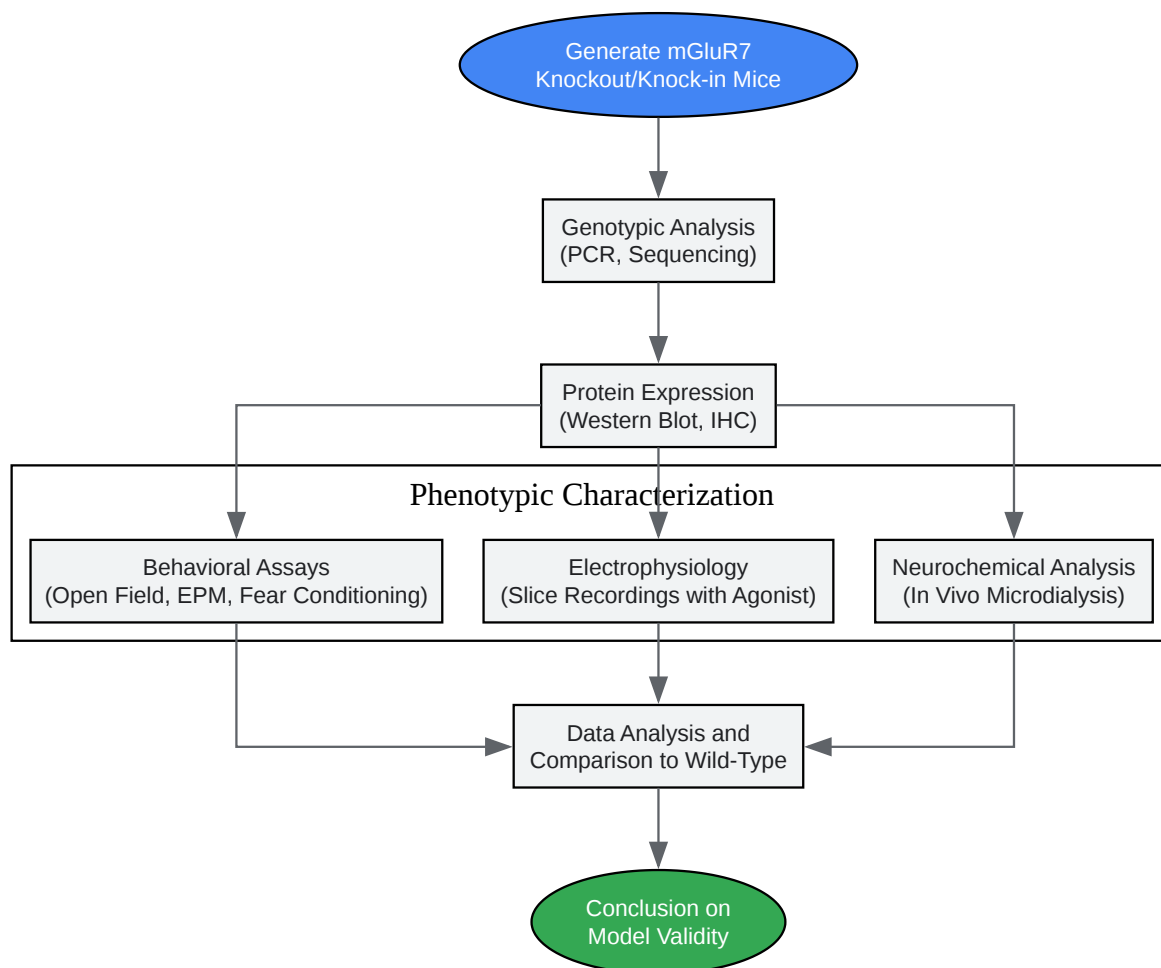 Generate mGluR7
Knockout/Knock-in Mice
Genotypic Analysis
(PCR, Sequencing)
Protein Expression
(Western Blot, IHC)
Phenotypic Characterization
Behavioral Assays
(Open Field, EPM, Fear Conditioning)
Electrophysiology
(Slice Recordings with Agonist)
Neurochemical Analysis
(In Vivo Microdialysis)
Data Analysis and
Comparison to Wild-Type
Conclusion on
Model Validity